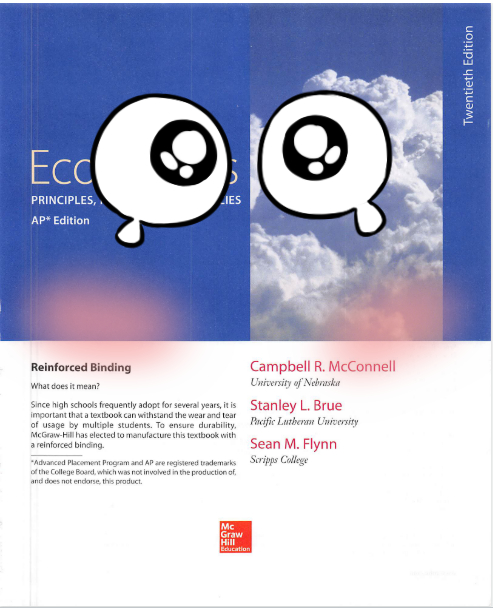 Twentieth Edition
Eco s
PRINCIPLES, IES
AP* Edition
Reinforced Binding
What does it mean?
Since high schools frequently adopt for several years, it is
important that a textbook can withstand the wear and tear
of usage by multiple students. To ensure durability,
McGraw-Hill has elected to manufacture this textbook with
a reinforced binding.
*Advanced Placement Program and AP are registered trademarks
of the College Board, which was not involved in the production of,
and does not endorse, this product.
Campbell R. McConnell
University of Nebraska
Stanley L. Brue
Pacific Lutheran University
Sean M. Flynn
Scripps College
Mc
Graw
Hill
Education